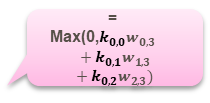 =
Max(0,k₀,₀w₀,₃
+ k₀,₁w₁,₃
+ k₀,₂w₂,₃)